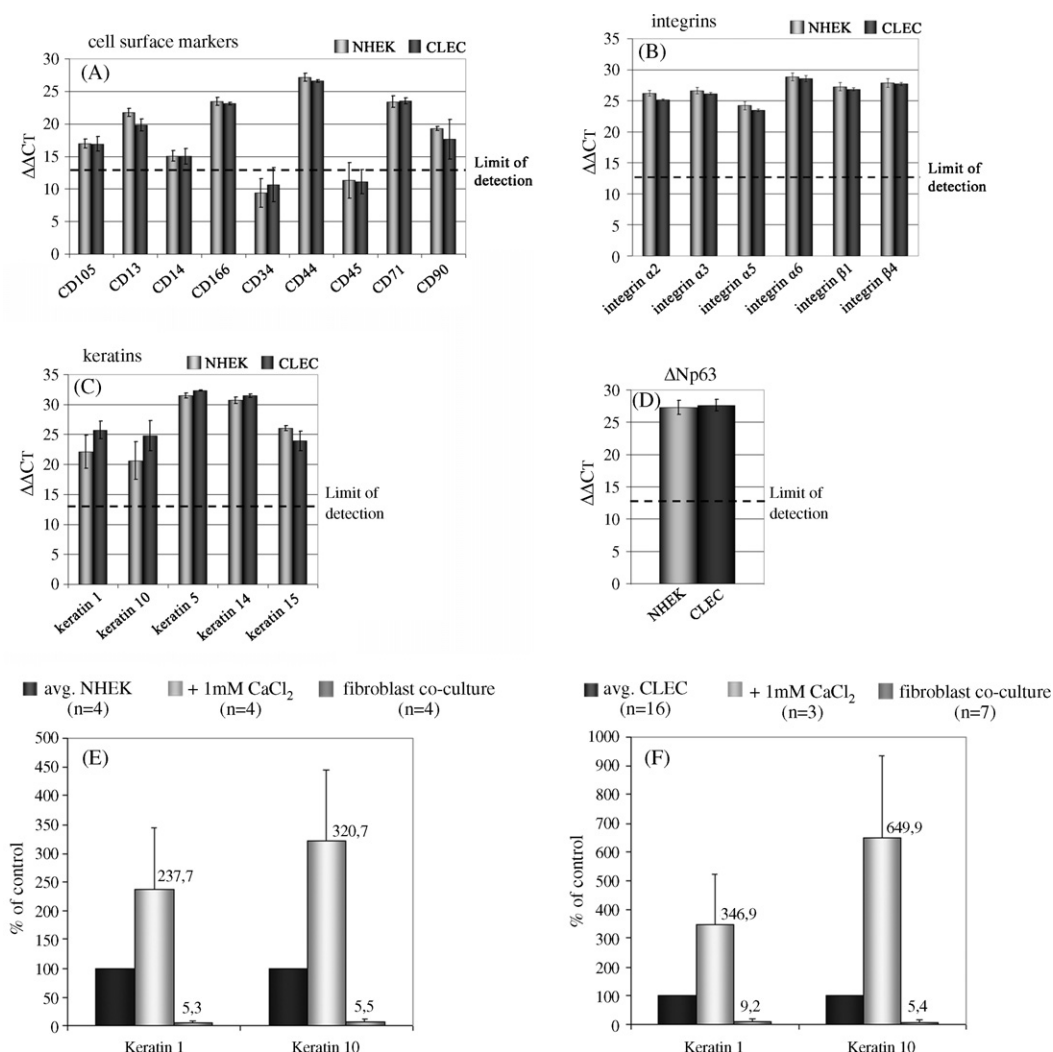 cell surface markers
NHEK CLEC
(A)
ΔΔCT
30
25
20
15
10
5
0
Limit of
detection
CD105 CD13 CD14 CD166 CD34 CD44 CD45 CD71 CD90
integrins
NHEK CLEC
(B)
ΔΔCT
35
30
25
20
15
10
5
0
Limit of
detection
integrin α2 integrin α3 integrin α5 integrin α6 integrin β1 integrin β4
keratins
NHEK CLEC
(C)
ΔΔCT
35
30
25
20
15
10
5
0
Limit of
detection
keratin 1 keratin 10 keratin 5 keratin 14 keratin 15
ΔNp63
(D)
ΔΔCT
30
25
20
15
10
5
0
Limit of
detection
NHEK CLEC
avg. NHEK + 1mM CaCl₂ fibroblast co-culture
(n=4) (n=4) (n=4)
(E)
% of control
500
450
400
350
300
250
200
150
100
50
0
237,7
5,3
320,7
5,5
Keratin 1 Keratin 10
avg. CLEC + 1mM CaCl₂ fibroblast co-culture
(n=16) (n=3) (n=7)
(F)
% of control
1000
900
800
700
600
500
400
300
200
100
0
346,9
9,2
649,9
5,4
Keratin 1 Keratin 10